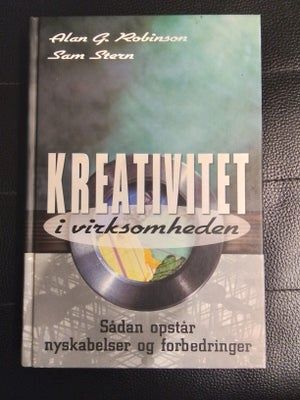 Alan G. Robinson
Sam Stern
KREATIVITET
i virksomheden
Sådan opstår
nyskabelser og forbedringer